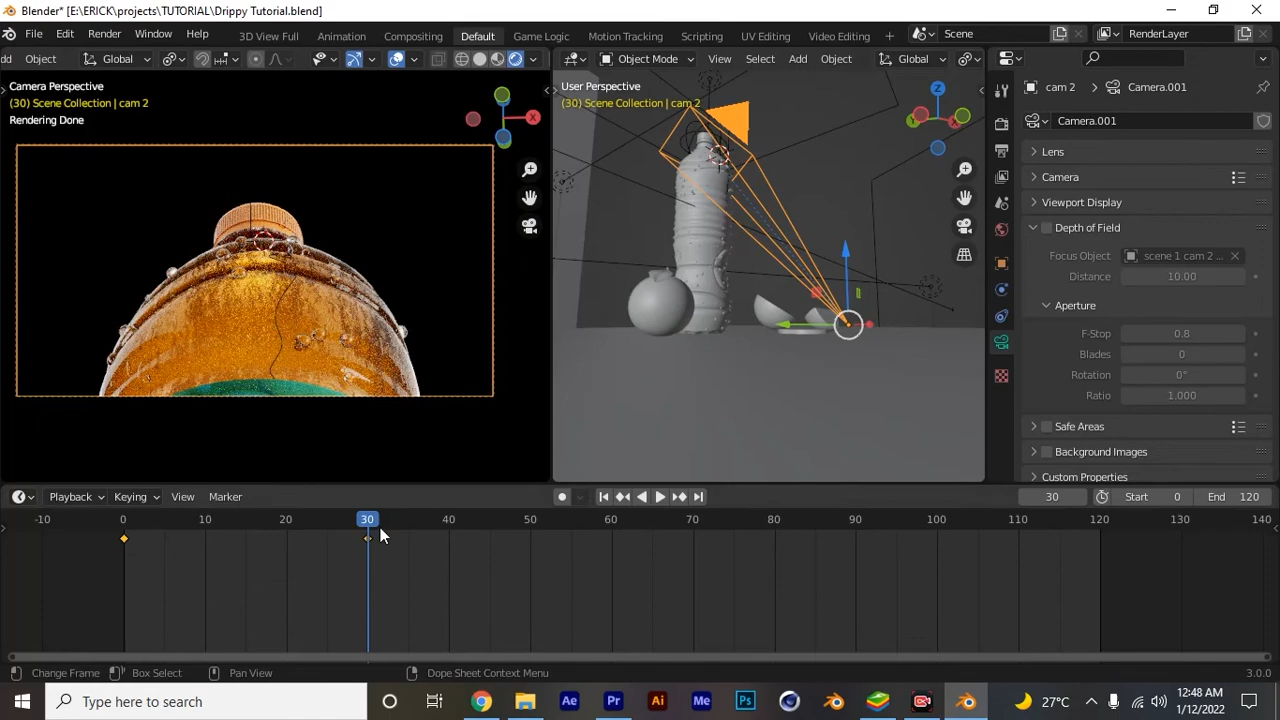 Blender* [E:\ERICK\projects\TUTORIAL\Drippy Tutorial.blend]
File Edit Render Window Help
3D View Full Animation Compositing Default Game Logic Motion Tracking Scripting UV Editing Video Editing
Scene
RenderLayer
dd Object Global
Object Mode View Select Add Object Global
Camera Perspective
(30) Scene Collection | cam 2
Rendering Done
User Perspective
(30) Scene Collection | cam 2
Z
X
Y
X
cam 2 Camera.001
Camera.001
Lens
Camera
Viewport Display
Depth of Field
Focus Object scene 1 cam 2 ...
Distance 10.00
Aperture
F-Stop 0.8
Blades 0
Rotation 0°
Ratio 1.000
Safe Areas
Background Images
Custom Properties
Playback Keying View Marker
30 Start 0 End 120
-10 0 10 20 30 40 50 60 70 80 90 100 110 120 130 140
Change Frame Box Select Pan View Dope Sheet Context Menu 3.0.0
Type here to search
Ae Pr Ai Me Ps
27°C
12:48 AM
1/12/2022